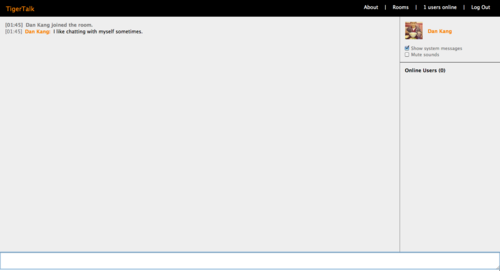 TigerTalk
About | Rooms | 1 users online | Log Out
[01:45] Dan Kang joined the room.
[01:45] Dan Kang: I like chatting with myself sometimes.
Dan Kang
Show system messages
Mute sounds
Online Users (0)